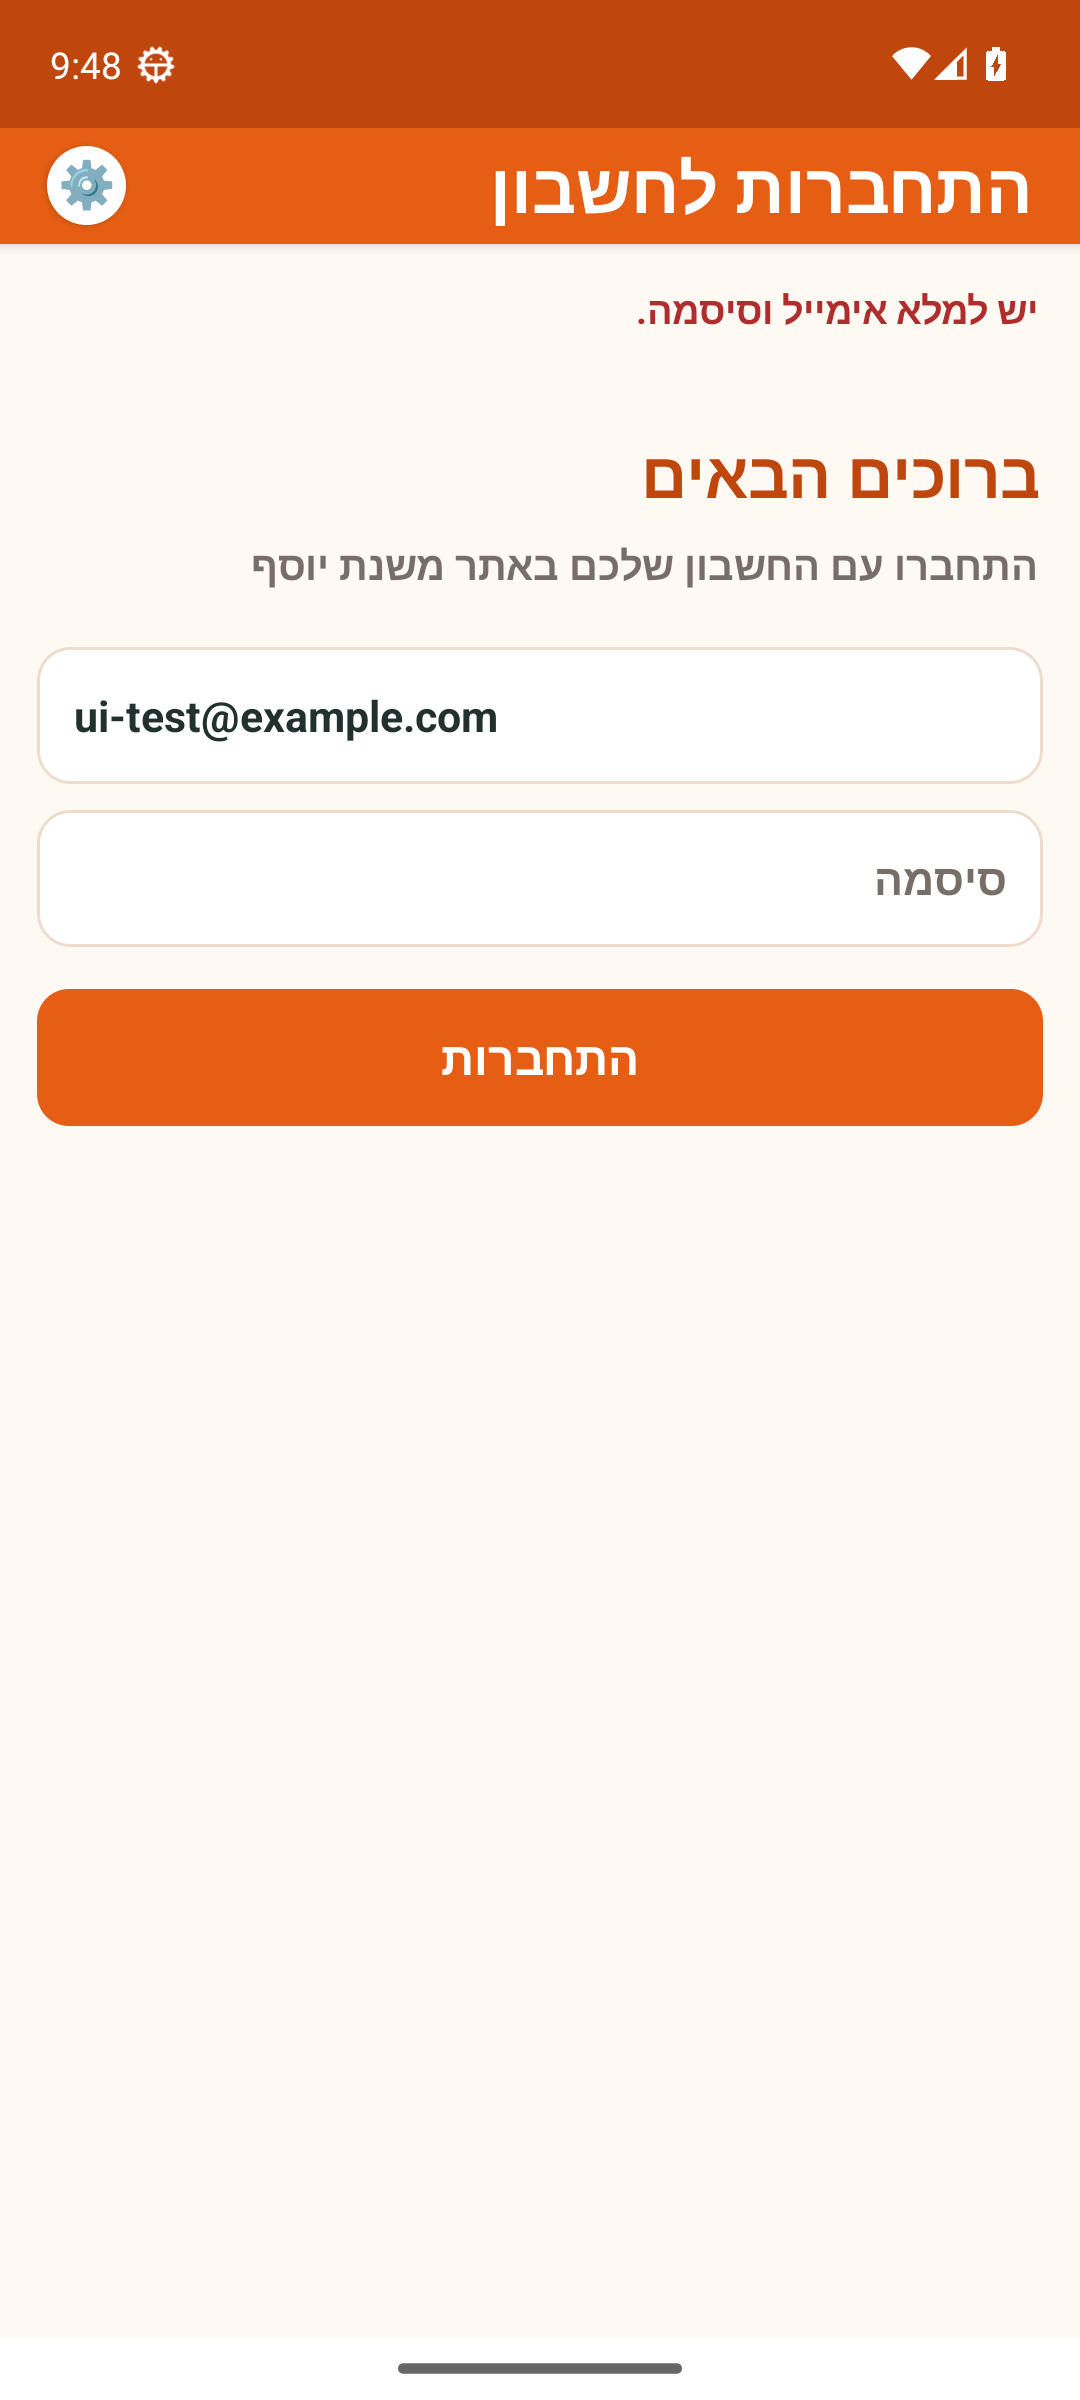 9:48
התחברות לחשבון
יש למלא אימייל וסיסמה.
ברוכים הבאים
התחברו עם החשבון שלכם באתר משנת יוסף
ui-test@example.com
סיסמה
התחברות